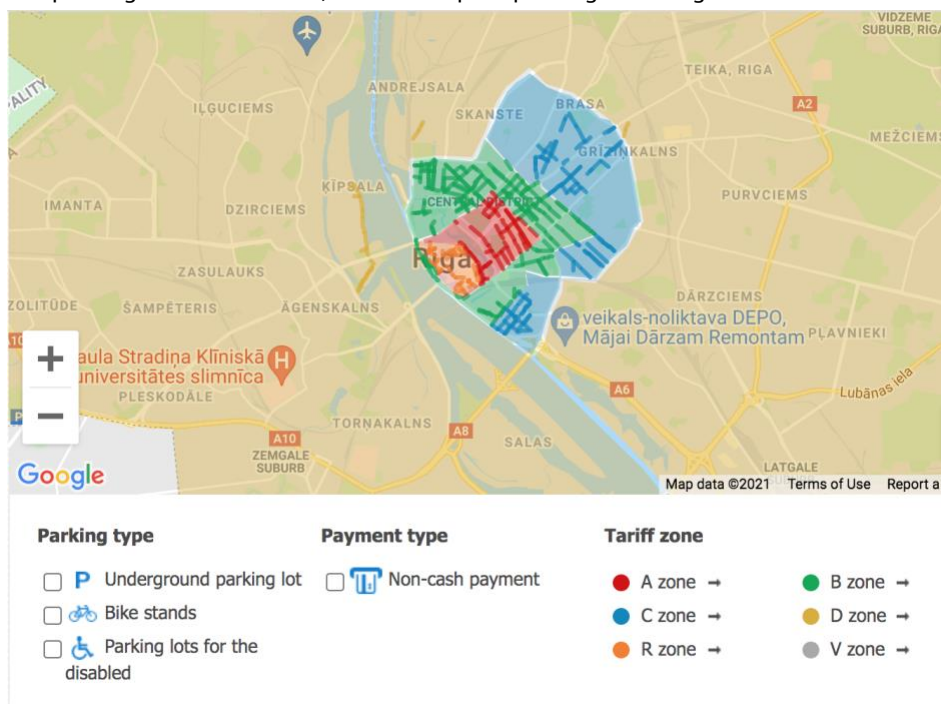 VIDZEME
SUBURB, RIGA
ANDREJSALA
TEIKA, RIGA
IĻĢUCIEMS
SKANSTE
BRASA
A2
MEŽCIEMS
GRĪZIŅKALNS
ĶĪPSALA
PURVCIEMS
IMANTA
DZIRCIEMS
CENTRAL DISTRICT
Rīga
ZASULAUKS
DĀRZCIEMS
ZOLITŪDE
ŠAMPĒTERIS
ĀGENSKALNS
veikals-noliktava DEPO,
Mājai Dārzam Remontam
PĻAVNIEKI
aula Stradiņa Klīniskā
universitātes slimnīca
H
A6
Lubānas iela
PLESKODĀLE
TORŅAKALNS
A10
A8
SALAS
ZEMGALE
SUBURB
LATGALE
Google
Map data ©2021 Terms of Use Report a
Parking type
Payment type
Tariff zone
P Underground parking lot
Non-cash payment
A zone →
B zone →
Bike stands
C zone →
D zone →
Parking lots for the
disabled
R zone →
V zone →